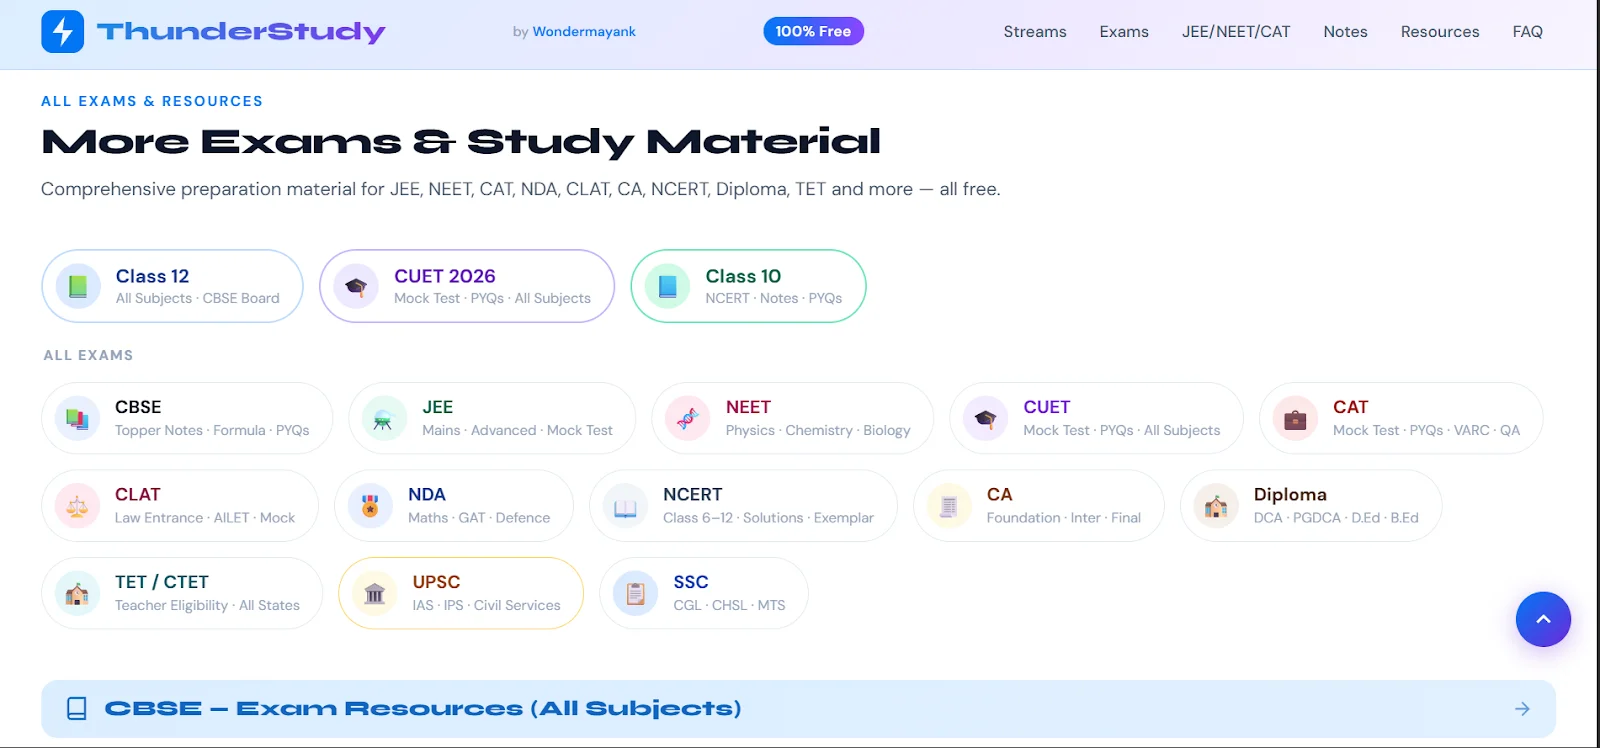 ThunderStudy
by Wondermayank
100% Free
Streams
Exams
JEE/NEET/CAT
Notes
Resources
FAQ
ALL EXAMS & RESOURCES
More Exams & Study Material
Comprehensive preparation material for JEE, NEET, CAT, NDA, CLAT, CA, NCERT, Diploma, TET and more — all free.
Class 12
All Subjects · CBSE Board
CUET 2026
Mock Test · PYQs · All Subjects
Class 10
NCERT · Notes · PYQs
ALL EXAMS
CBSE
Topper Notes · Formula · PYQs
JEE
Mains · Advanced · Mock Test
NEET
Physics · Chemistry · Biology
CUET
Mock Test · PYQs · All Subjects
CAT
Mock Test · PYQs · VARC · QA
CLAT
Law Entrance · AILET · Mock
NDA
Maths · GAT · Defence
NCERT
Class 6–12 · Solutions · Exemplar
CA
Foundation · Inter · Final
Diploma
DCA · PGDCA · D.Ed · B.Ed
TET / CTET
Teacher Eligibility · All States
UPSC
IAS · IPS · Civil Services
SSC
CGL · CHSL · MTS
CBSE – Exam Resources (All Subjects)